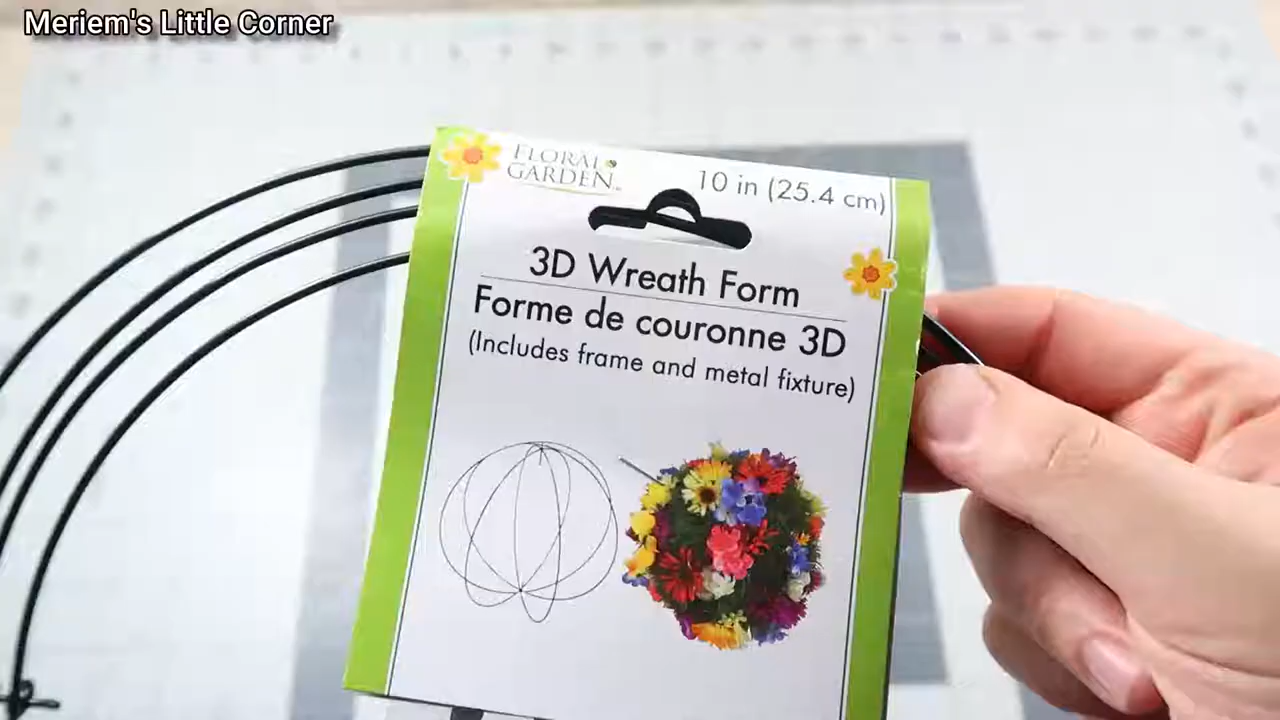 Meriem's Little Corner
FLORAL
GARDEN
10 in (25.4 cm)
3D Wreath Form
Forme de couronne 3D
(Includes frame and metal fixture)